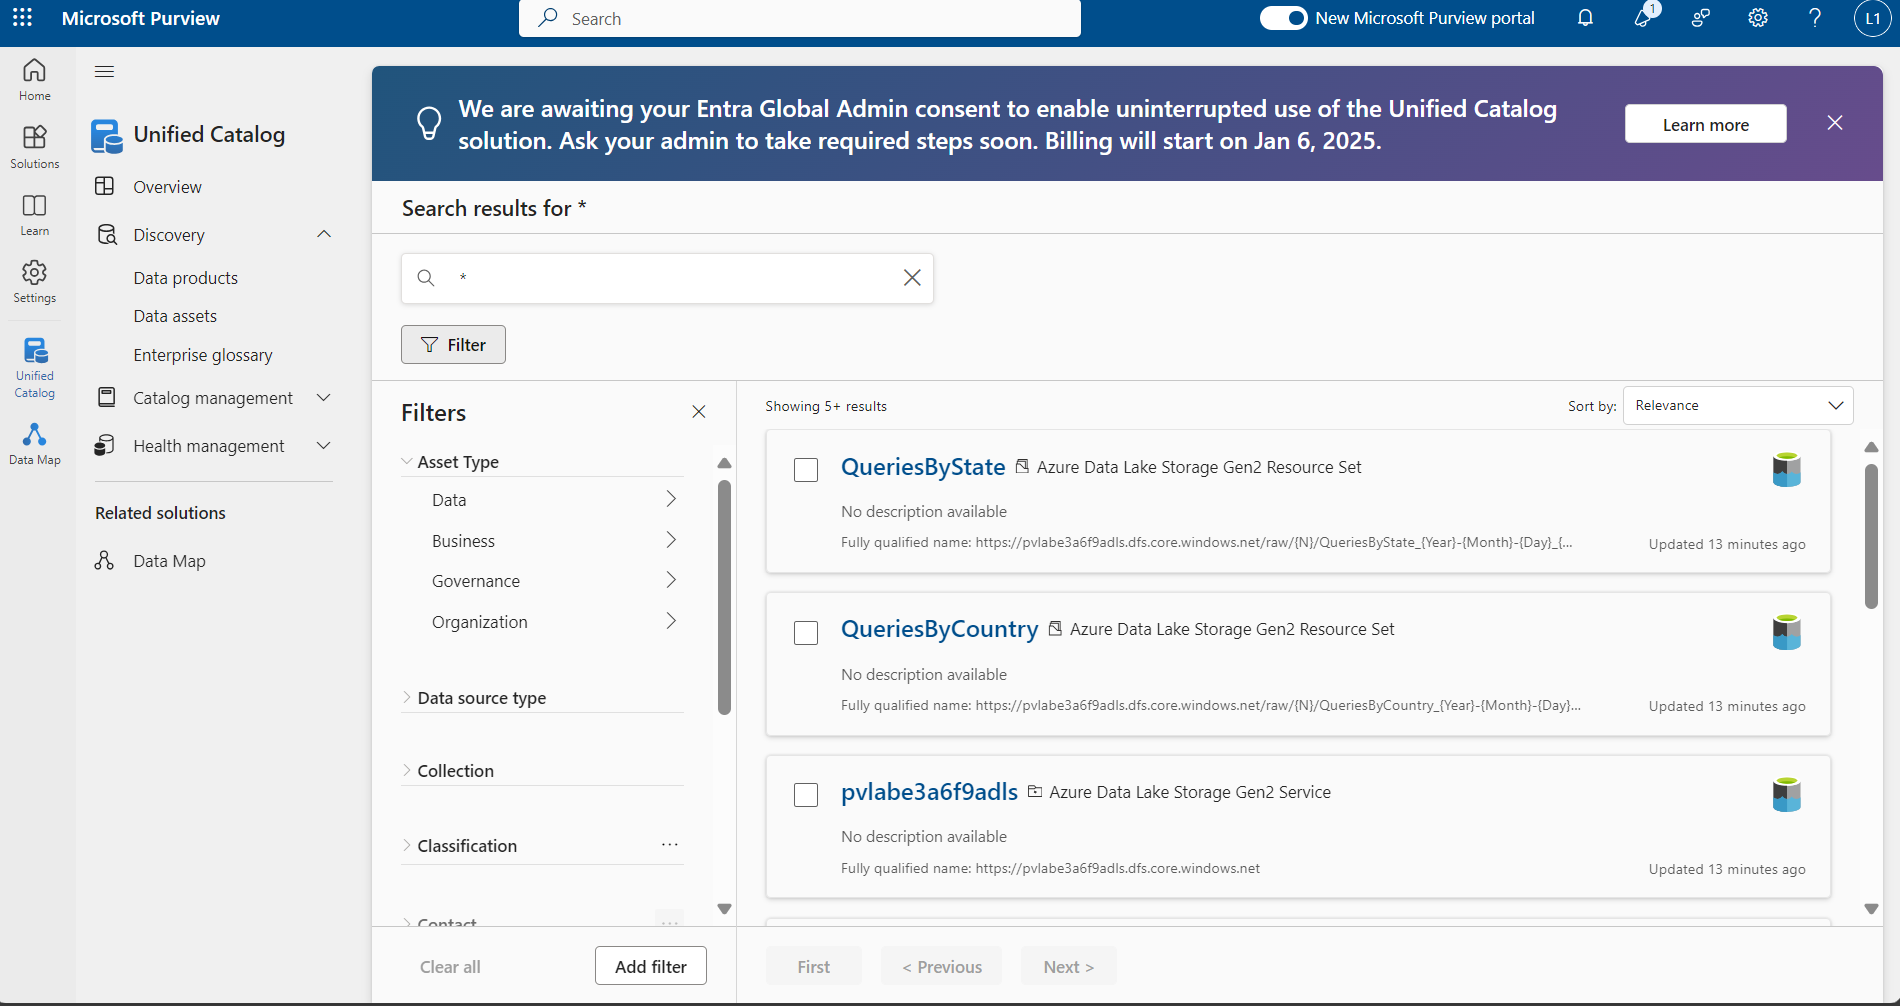 Microsoft Purview
Search
New Microsoft Purview portal
1
L1
Home
Solutions
Learn
Settings
Unified
Catalog
Data Map
Unified Catalog
Overview
Discovery
Data products
Data assets
Enterprise glossary
Catalog management
Health management
Related solutions
Data Map
We are awaiting your Entra Global Admin consent to enable uninterrupted use of the Unified Catalog
solution. Ask your admin to take required steps soon. Billing will start on Jan 6, 2025.
Learn more
Search results for *
*
Filter
Filters
Asset Type
Data
Business
Governance
Organization
Data source type
Collection
Classification
...
Contact
...
Clear all
Add filter
Showing 5+ results
Sort by:
Relevance
QueriesByState
Azure Data Lake Storage Gen2 Resource Set
No description available
Fully qualified name: https://pvlabe3a6f9adls.dfs.core.windows.net/raw/{N}/QueriesByState_{Year}-{Month}-{Day}_{...
Updated 13 minutes ago
QueriesByCountry
Azure Data Lake Storage Gen2 Resource Set
No description available
Fully qualified name: https://pvlabe3a6f9adls.dfs.core.windows.net/raw/{N}/QueriesByCountry_{Year}-{Month}-{Day}...
Updated 13 minutes ago
pvlabe3a6f9adls
Azure Data Lake Storage Gen2 Service
No description available
Fully qualified name: https://pvlabe3a6f9adls.dfs.core.windows.net
Updated 13 minutes ago
First
< Previous
Next >